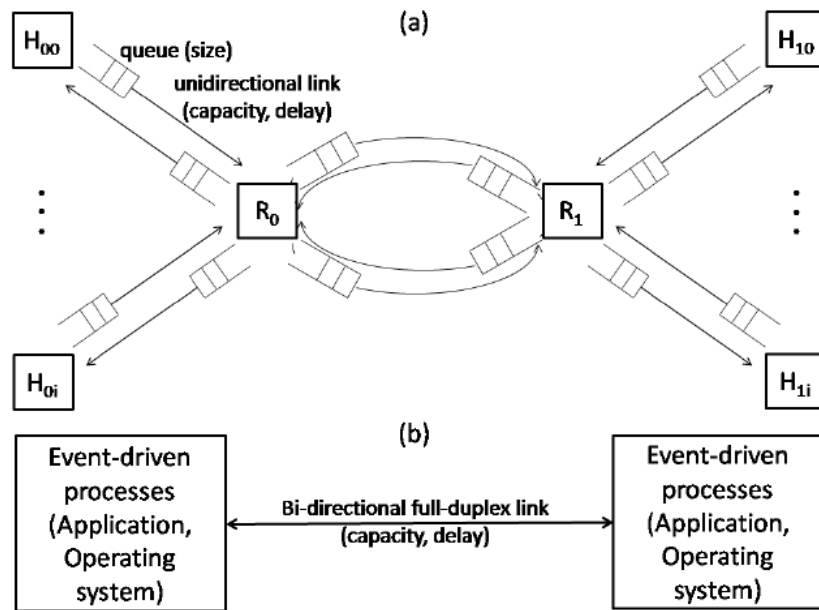 (a)
H00
queue (size)
unidirectional link
(capacity, delay)
H10
R0
R1
H0i
H1i
(b)
Event-driven
processes
(Application,
Operating
system)
Bi-directional full-duplex link
(capacity, delay)
Event-driven
processes
(Application,
Operating
system)